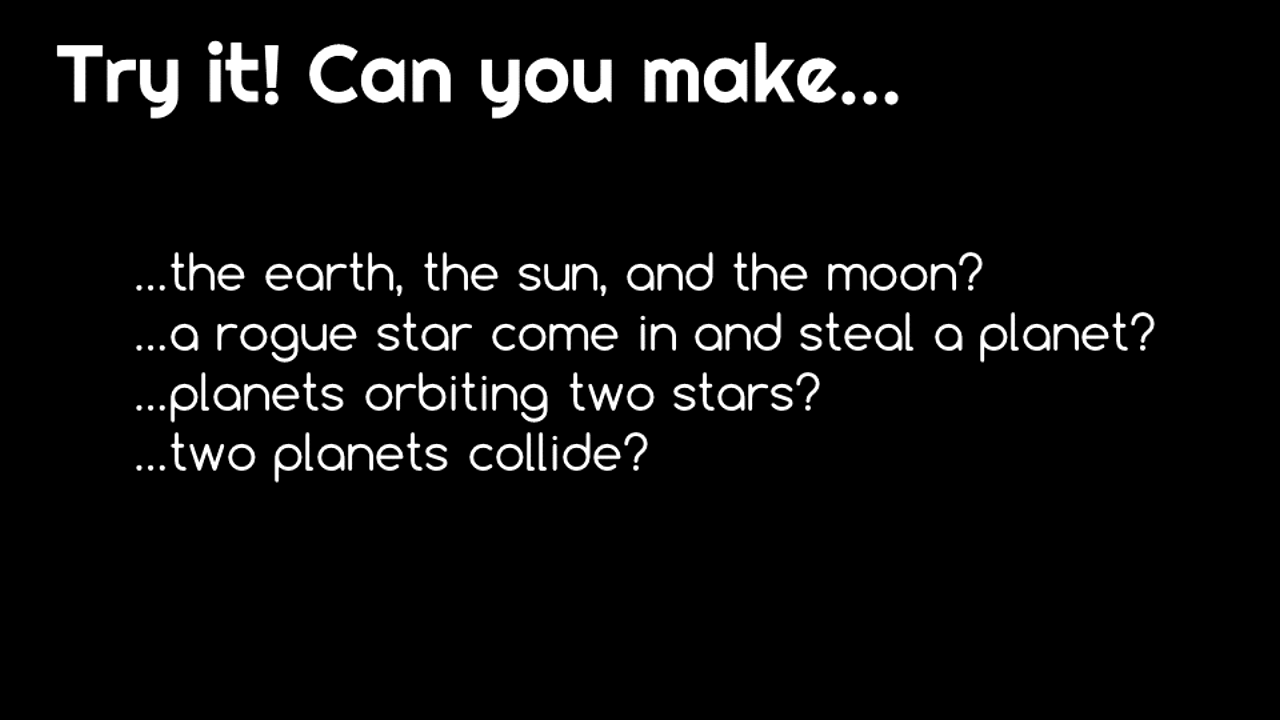 Try it! Can you make...
...the earth, the sun, and the moon?
...a rogue star come in and steal a planet?
...planets orbiting two stars?
...two planets collide?